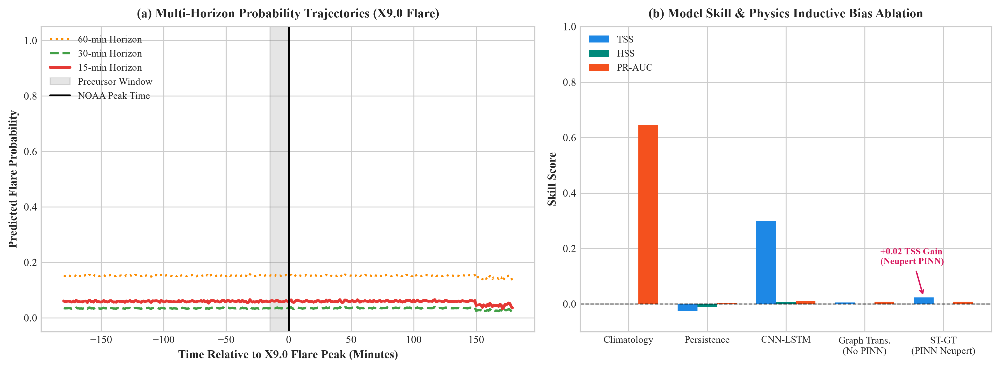 (a) Multi-Horizon Probability Trajectories (X9.0 Flare)
Predicted Flare Probability
1.0
0.8
0.6
0.4
0.2
0.0
60-min Horizon
30-min Horizon
15-min Horizon
Precursor Window
NOAA Peak Time
−150
−100
−50
0
50
100
150
Time Relative to X9.0 Flare Peak (Minutes)
(b) Model Skill & Physics Inductive Bias Ablation
Skill Score
1.0
0.8
0.6
0.4
0.2
0.0
TSS
HSS
PR-AUC
+0.02 TSS Gain
(Neupert PINN)
Climatology
Persistence
CNN-LSTM
Graph Trans.
(No PINN)
ST-GT
(PINN Neupert)